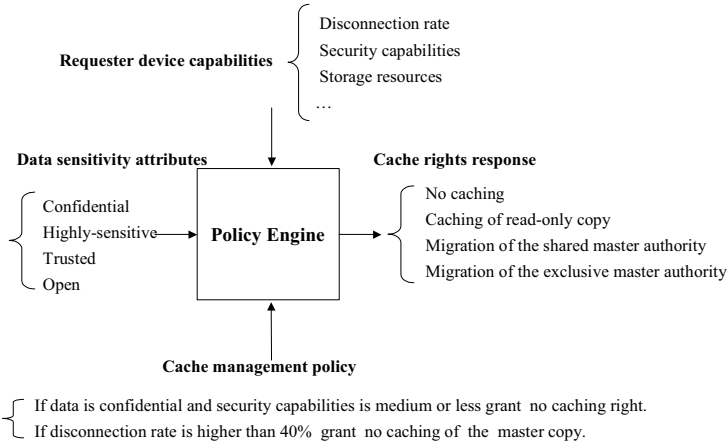 Disconnection rate
Requester device capabilities
Security capabilities
Storage resources
...
Data sensitivity attributes
Cache rights response
Confidential
Highly-sensitive
Trusted
Open
Policy Engine
No caching
Caching of read-only copy
Migration of the shared master authority
Migration of the exclusive master authority
Cache management policy
If data is confidential and security capabilities is medium or less grant no caching right.
If disconnection rate is higher than 40% grant no caching of the master copy.